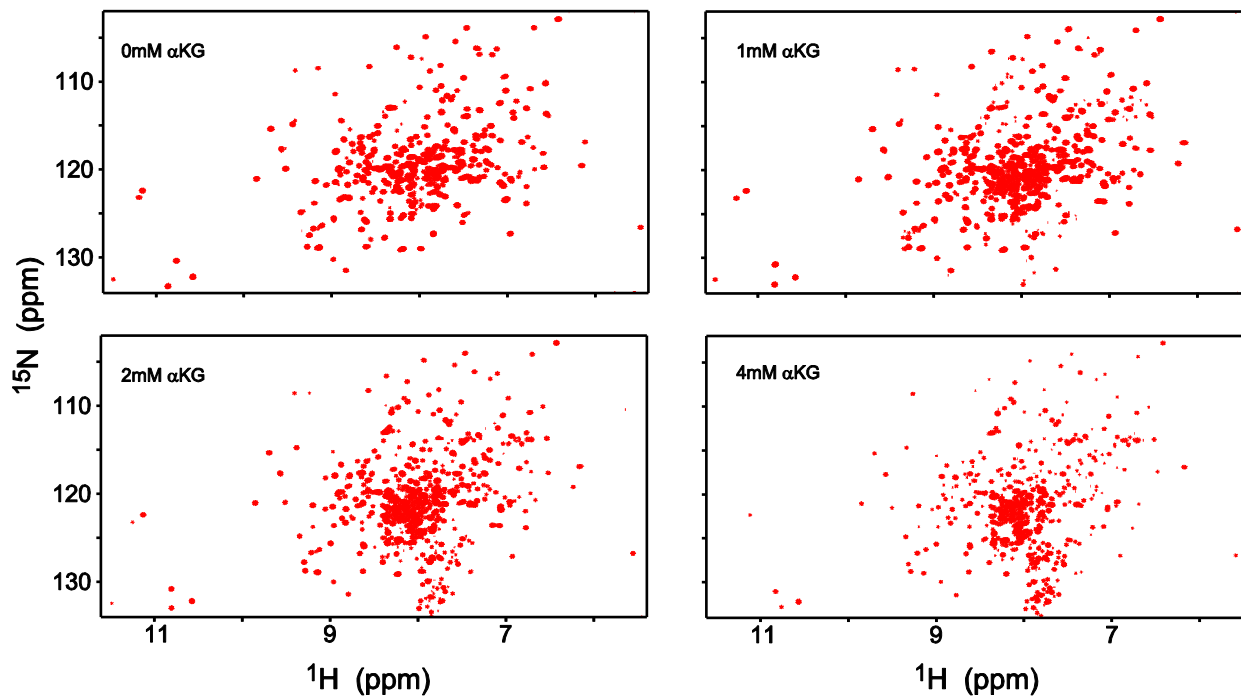 0mM αKG
1mM αKG
110
120
130
2mM αKG
4mM αKG
110
120
130
15N (ppm)
11 9 7
11 9 7
1H (ppm)
1H (ppm)